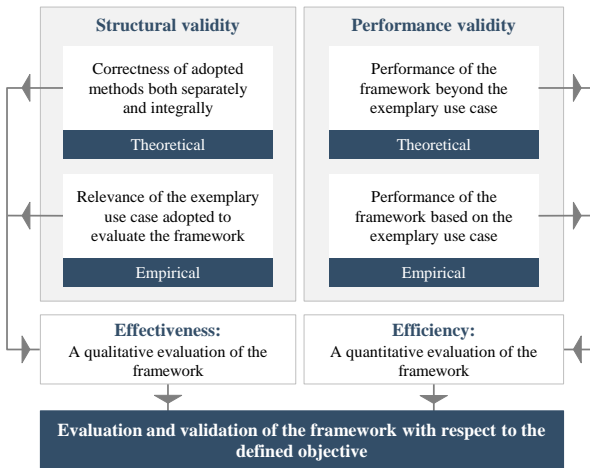 Structural validity
Correctness of adopted
methods both separately
and integrally
Theoretical
Relevance of the exemplary
use case adopted to
evaluate the framework
Empirical
Performance validity
Performance of the
framework beyond the
exemplary use case
Theoretical
Performance of the
framework based on the
exemplary use case
Empirical
Effectiveness:
A qualitative evaluation of the
framework
Efficiency:
A quantitative evaluation of the
framework
Evaluation and validation of the framework with respect to the
defined objective